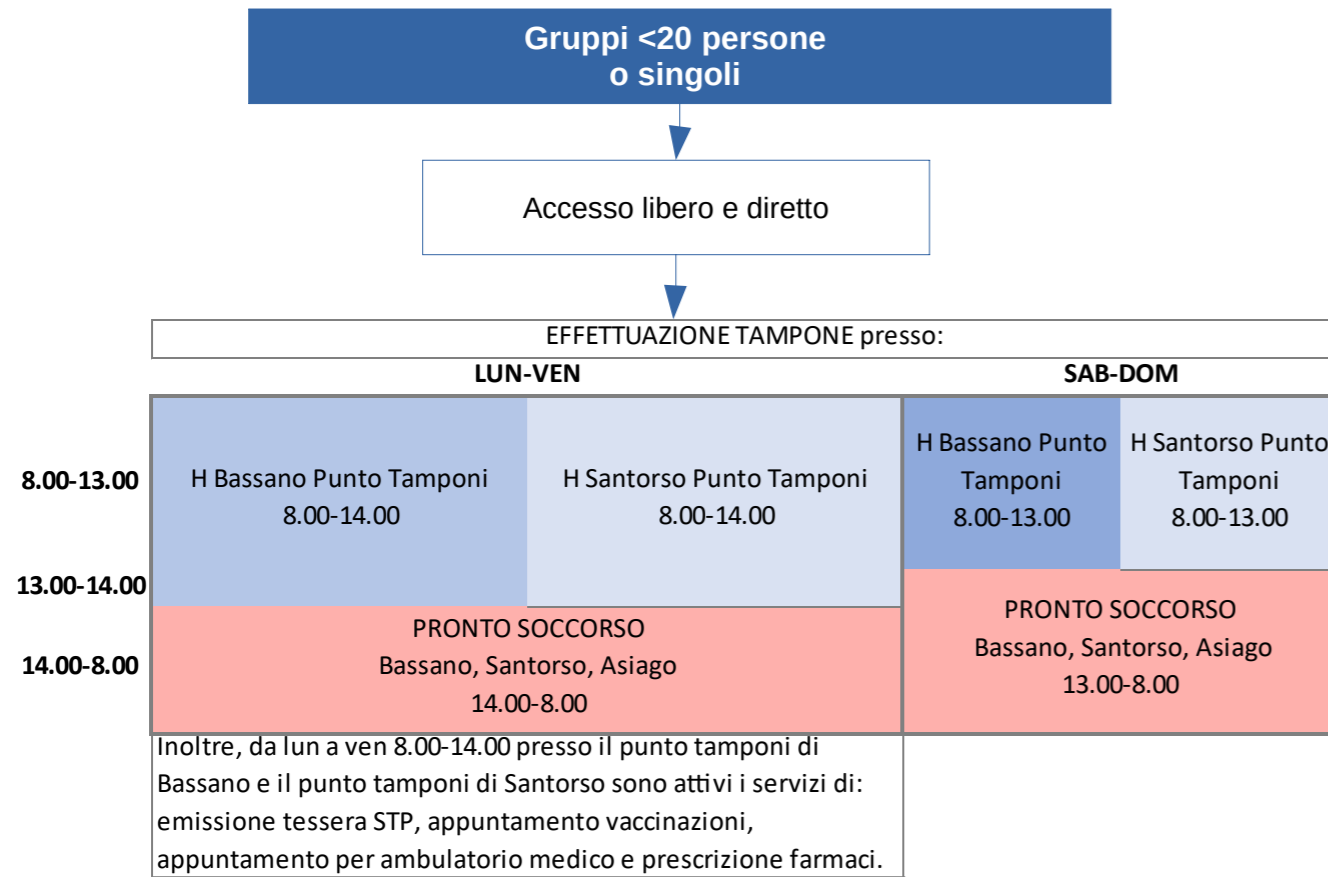 Gruppi <20 persone
o singoli
Accesso libero e diretto
EFFETTUAZIONE TAMPONE presso:
LUN-VEN
SAB-DOM
8.00-13.00
H Bassano Punto Tamponi
8.00-14.00
H Santorso Punto Tamponi
8.00-14.00
H Bassano Punto
Tamponi
8.00-13.00
H Santorso Punto
Tamponi
8.00-13.00
13.00-14.00
14.00-8.00
PRONTO SOCCORSO
Bassano, Santorso, Asiago
14.00-8.00
PRONTO SOCCORSO
Bassano, Santorso, Asiago
13.00-8.00
Inoltre, da lun a ven 8.00-14.00 presso il punto tamponi di
Bassano e il punto tamponi di Santorso sono attivi i servizi di:
emissione tessera STP, appuntamento vaccinazioni,
appuntamento per ambulatorio medico e prescrizione farmaci.